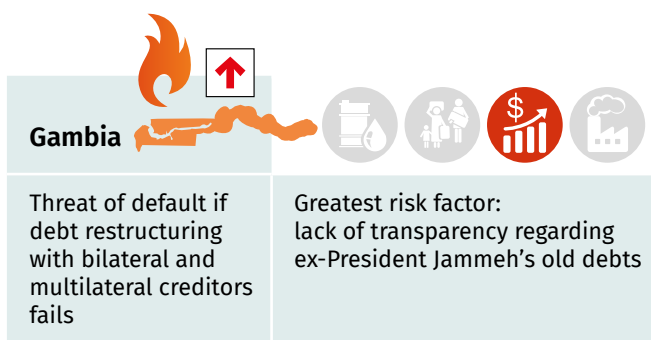 Gambia
$
Threat of default if
debt restructuring
with bilateral and
multilateral creditors
fails
Greatest risk factor:
lack of transparency regarding
ex-President Jammeh’s old debts